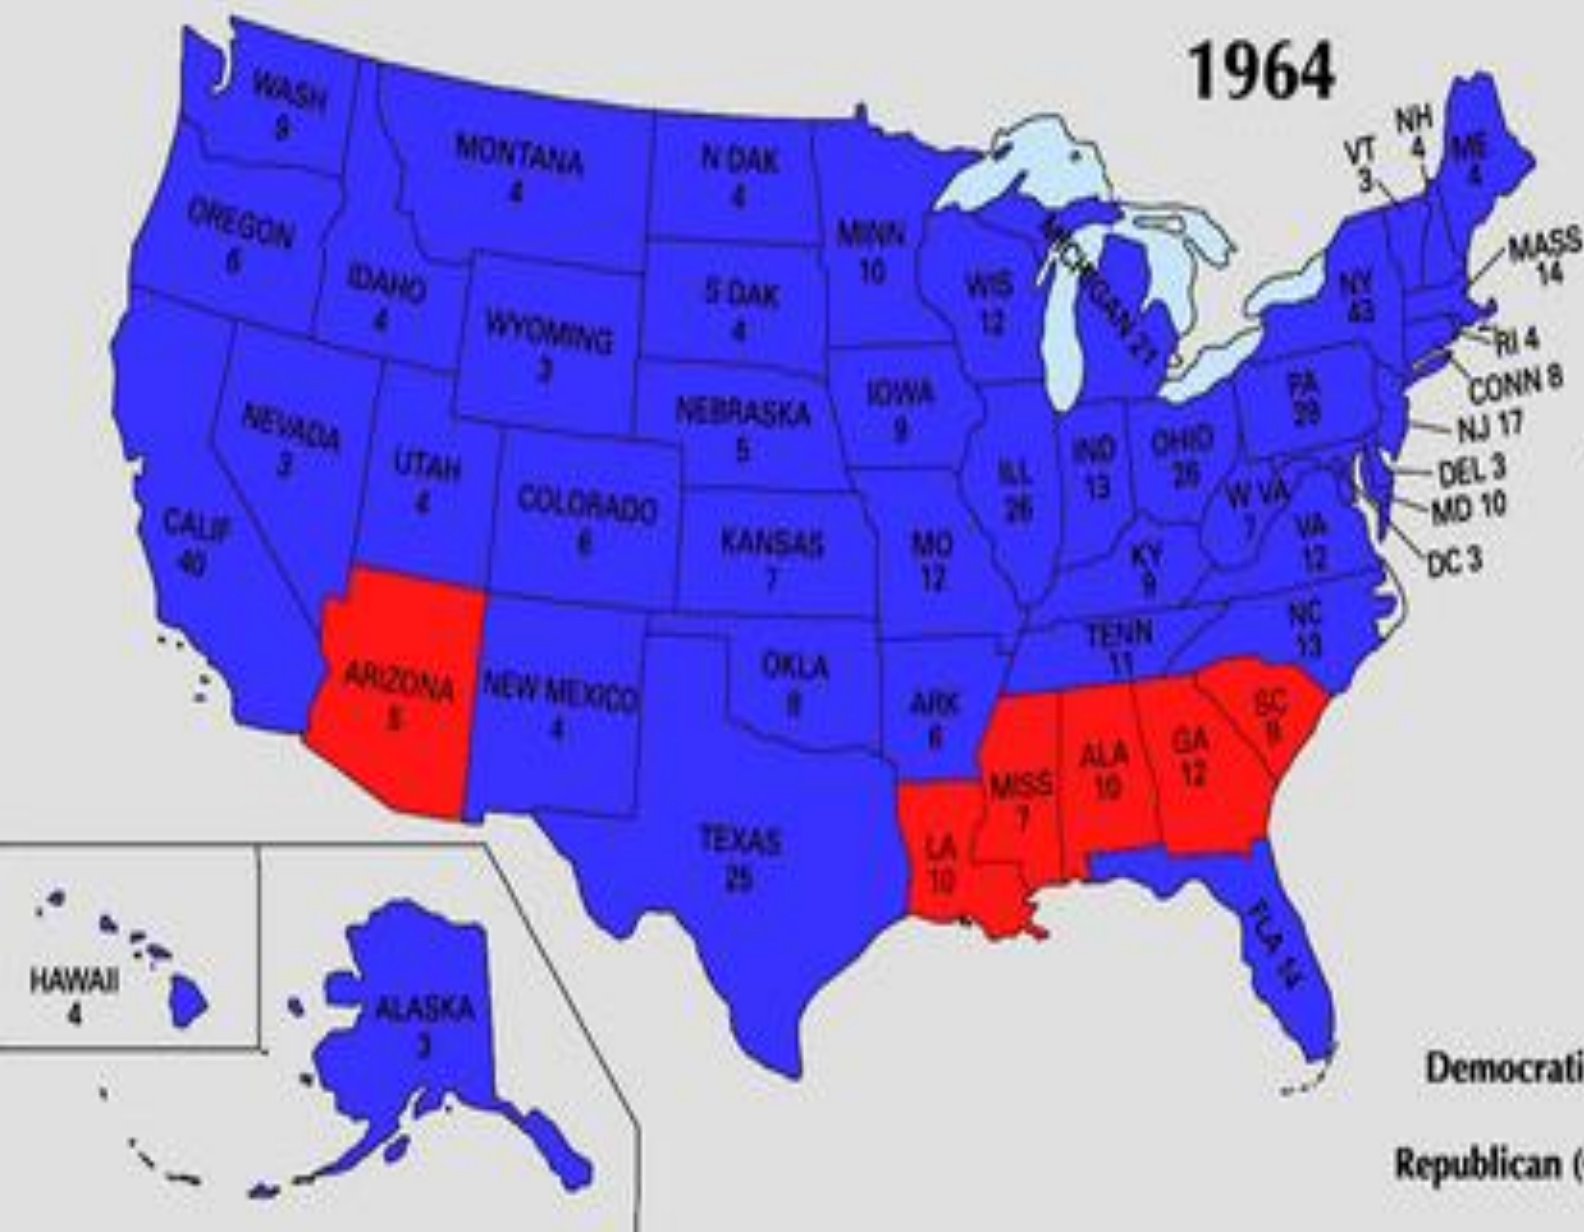 1964
WASH
9
MONTANA
4
N DAK
4
MINN
10
OREGON
6
IDAHO
4
WYOMING
3
S DAK
4
WIS
12
MICHIGAN 21
VT
3
NH
4
ME
4
MASS
14
NY
43
RI 4
CONN 8
NJ 17
DEL 3
MD 10
DC 3
PA
29
NEVADA
3
UTAH
4
COLORADO
6
NEBRASKA
5
IOWA
9
ILL
26
IND
13
OHIO
26
W VA
7
VA
12
CALIF
40
KANSAS
7
MO
12
KY
9
NC
13
TENN
11
ARIZONA
5
NEW MEXICO
4
OKLA
8
ARK
6
MISS
7
ALA
10
GA
12
SC
8
TEXAS
25
LA
10
FLA 14
HAWAII
4
ALASKA
3
Democrati
Republican (